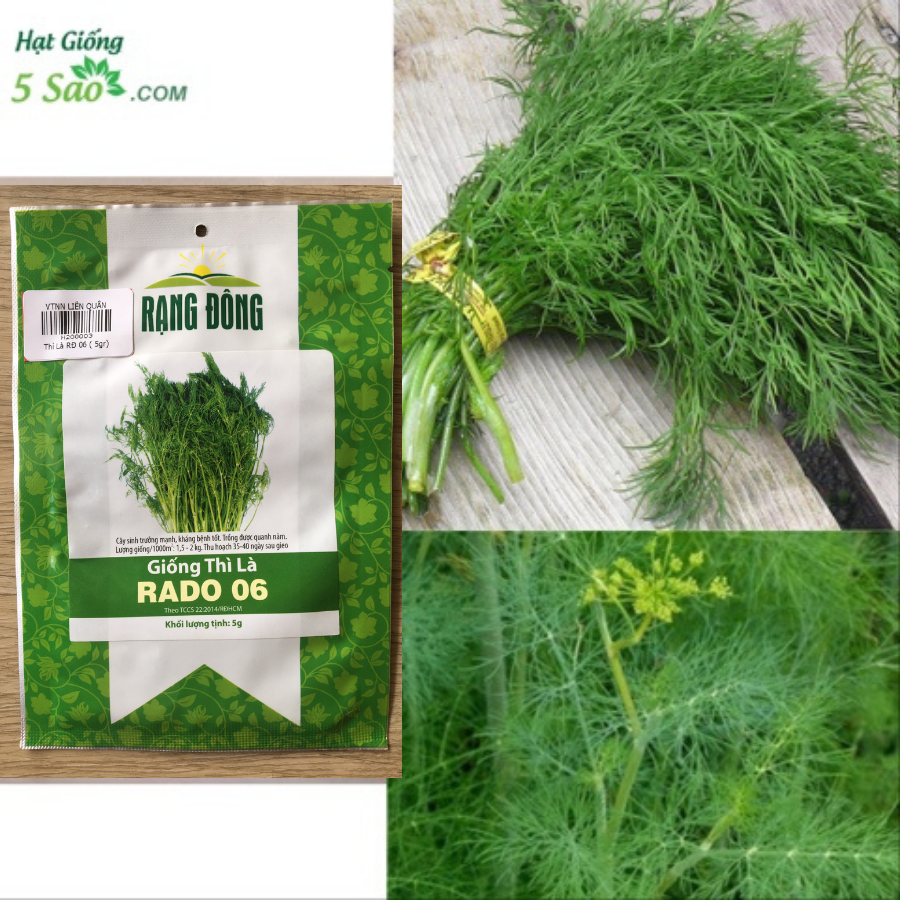 Hạt Giống
5 Sao .COM
RẠNG ĐÔNG
VTNN LIÊN QUÂN
H200003
Thì Là RĐ 06 ( 5gr)
Cây sinh trưởng mạnh, kháng bệnh tốt. Trồng được quanh năm.
Lượng giống/1000m²: 1,5 - 2 kg. Thu hoạch 35-40 ngày sau gieo
Giống Thì Là
RADO 06
Theo TCCS 22:2014/RĐHCM
Khối lượng tịnh: 5g